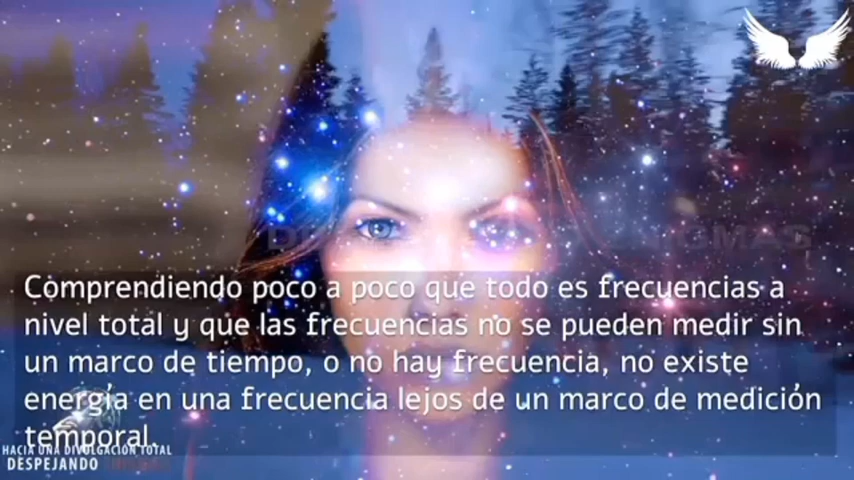 Comprendiendo poco a poco que todo es frecuencias a
nivel total y que las frecuencias no se pueden medir sin
un marco de tiempo, o no hay frecuencia, no existe
energía en una frecuencia lejos de un marco de medición
temporal.
HACIA UNA DIVULGACIÓN TOTAL
DESPEJANDO